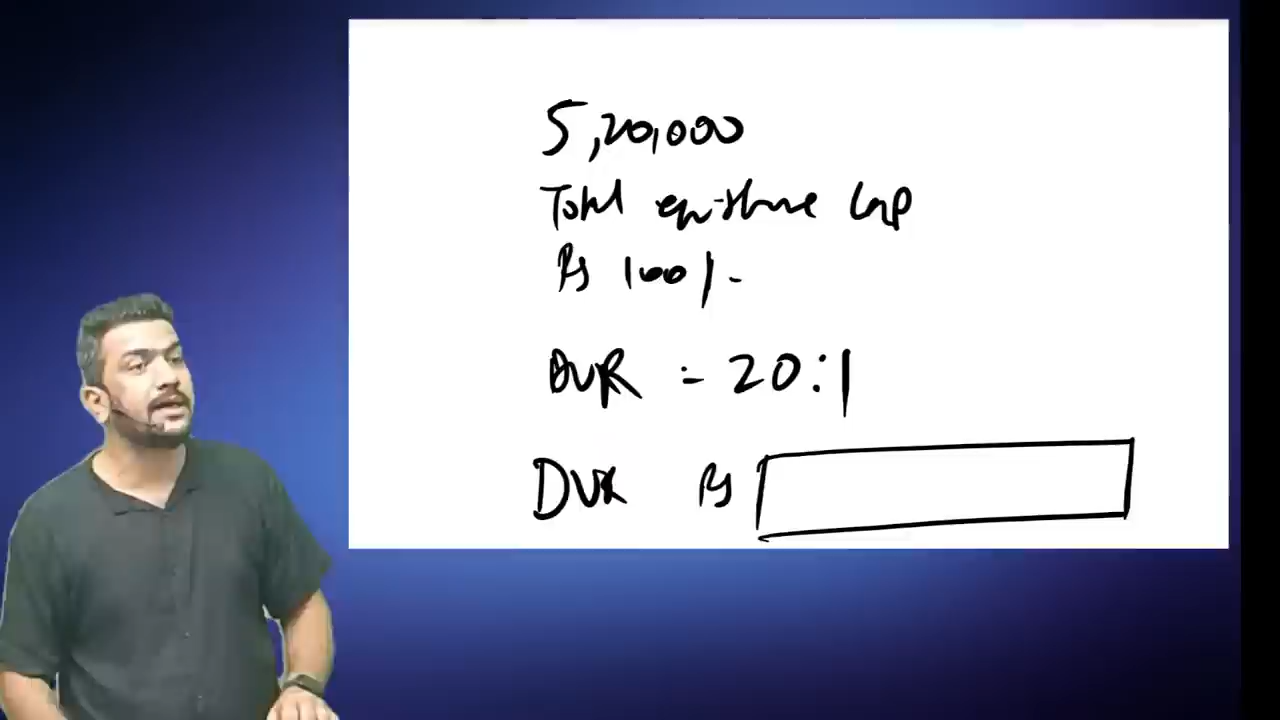 5,20,000
Total eq. share Cap
Rs 100/-
DVR = 20:1
DVR Rs